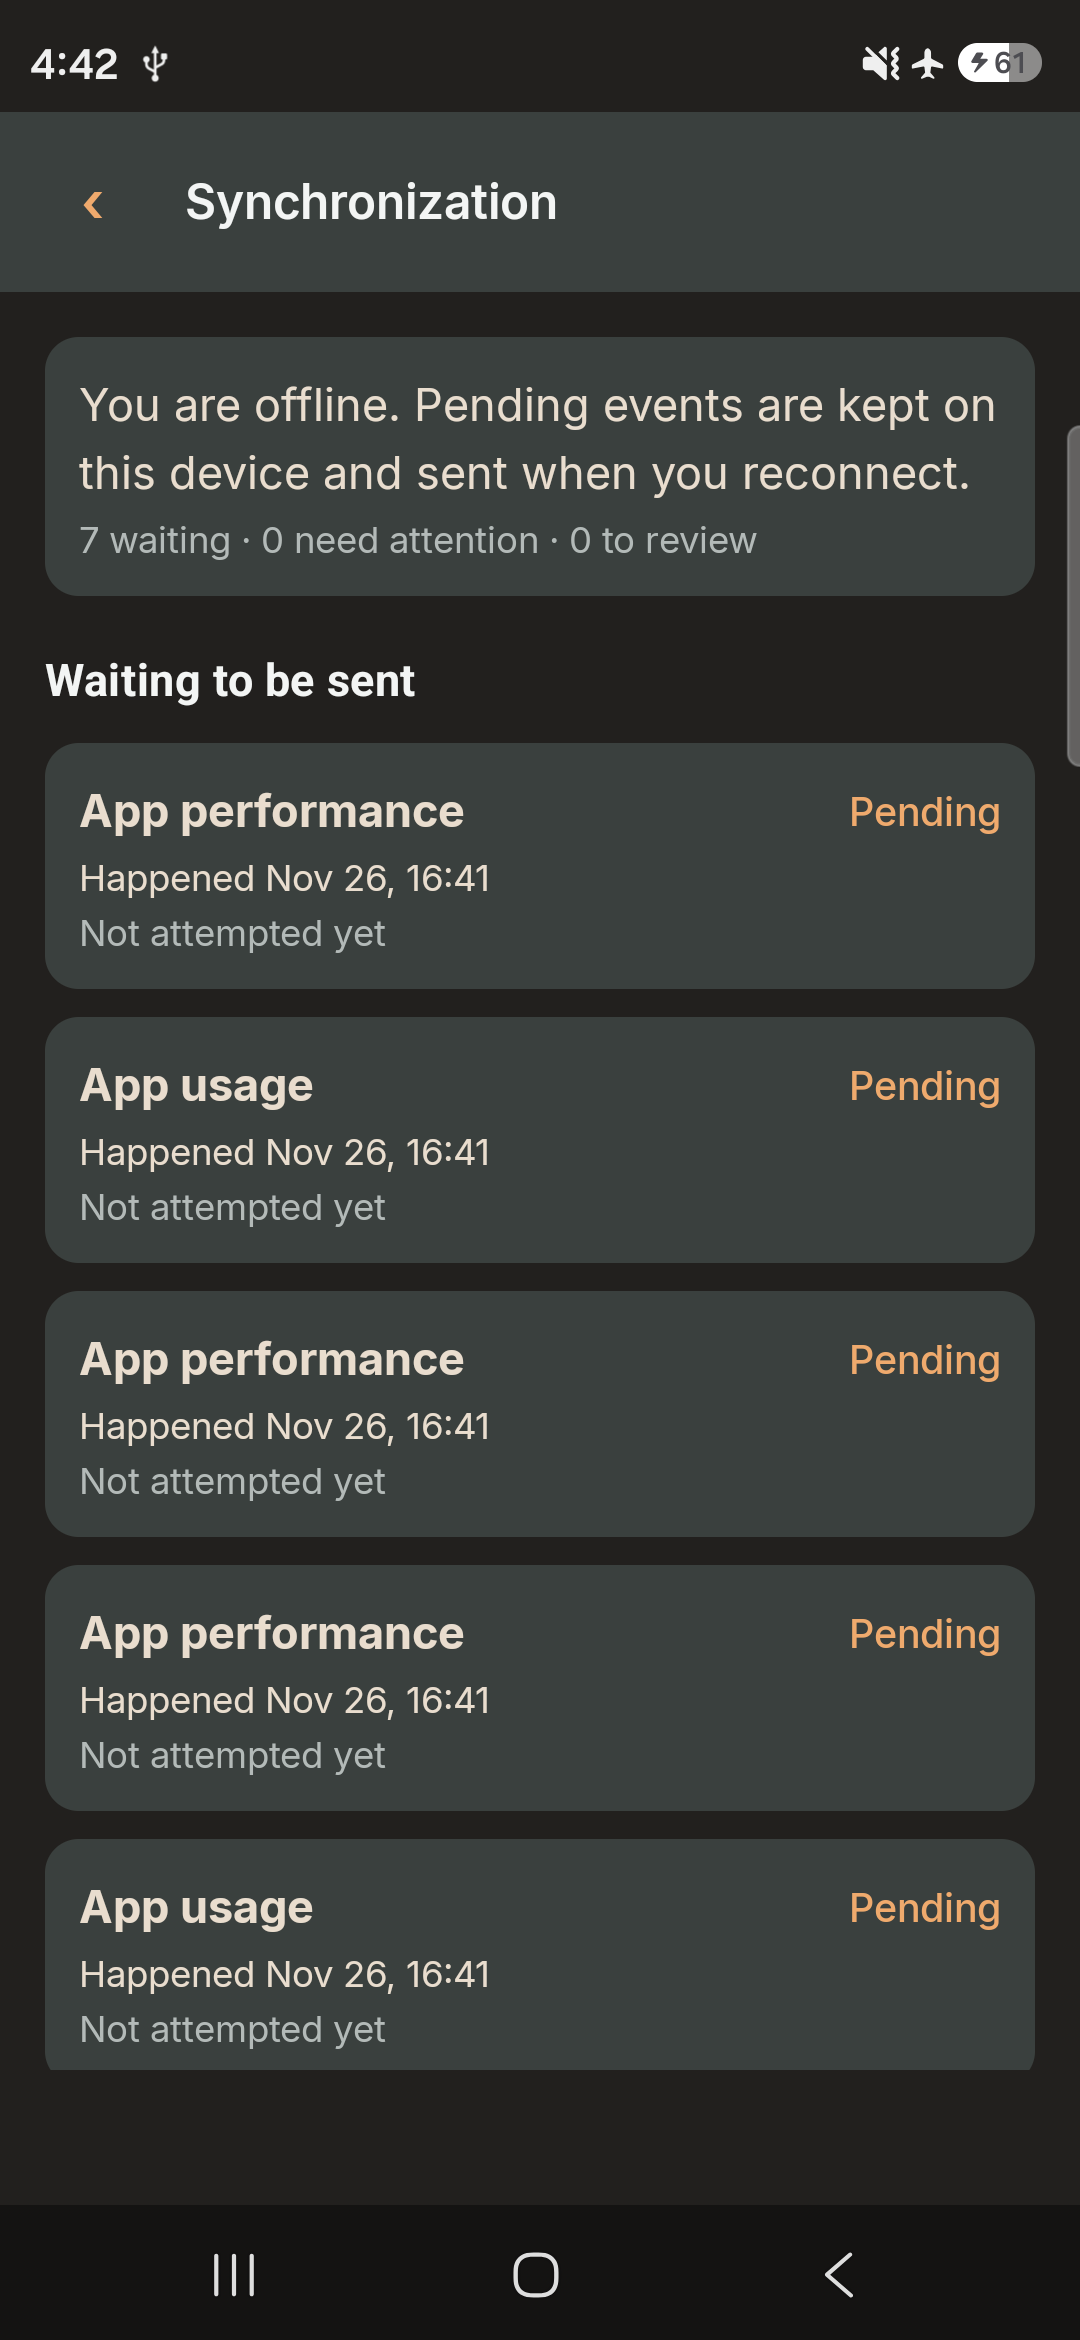 4:42
61
Synchronization
You are offline. Pending events are kept on
this device and sent when you reconnect.
7 waiting · 0 need attention · 0 to review
Waiting to be sent
App performance Pending
Happened Nov 26, 16:41
Not attempted yet
App usage Pending
Happened Nov 26, 16:41
Not attempted yet
App performance Pending
Happened Nov 26, 16:41
Not attempted yet
App performance Pending
Happened Nov 26, 16:41
Not attempted yet
App usage Pending
Happened Nov 26, 16:41
Not attempted yet